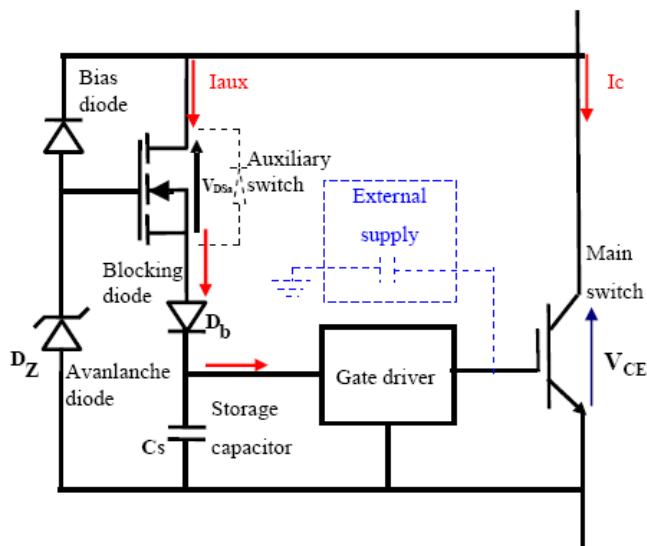 Bias
diode
Iaux
Ic
VDSa
Auxiliary
switch
External
supply
Blocking
diode
Db
Main
switch
DZ
Avanlanche
diode
Gate driver
VCE
Storage
capacitor
Cs